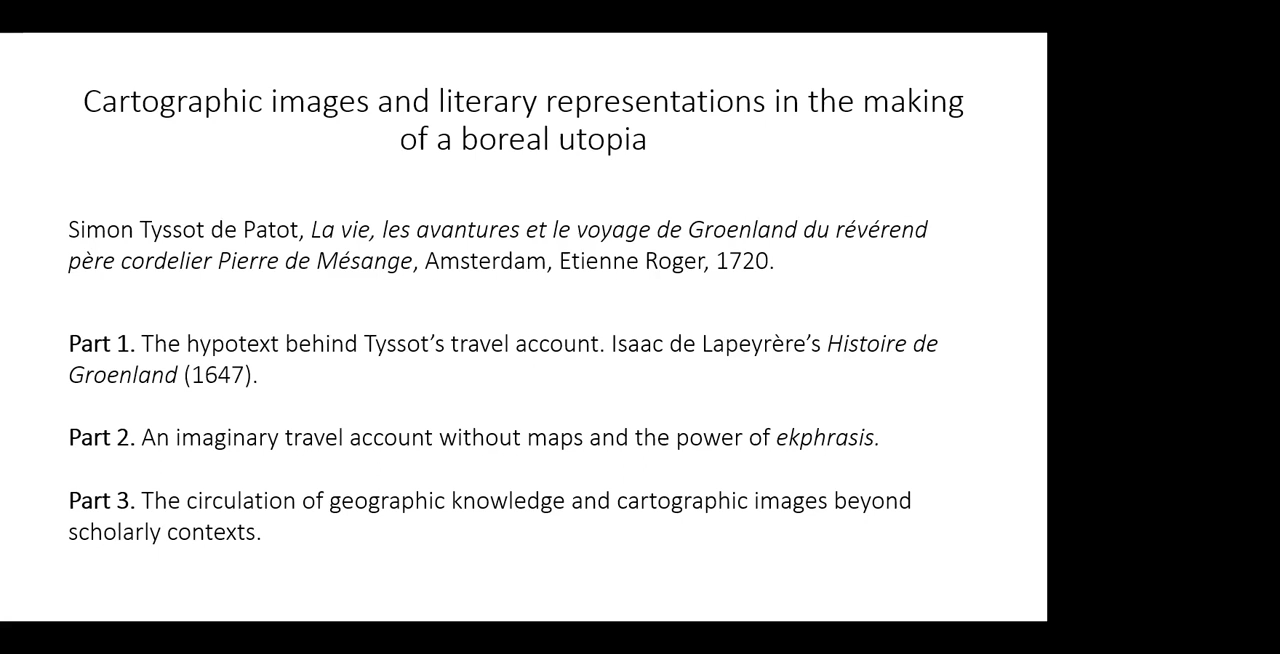 Cartographic images and literary representations in the making
of a boreal utopia
Simon Tyssot de Patot, La vie, les avantures et le voyage de Groenland du révérend
père cordelier Pierre de Mésange, Amsterdam, Etienne Roger, 1720.
Part 1. The hypotext behind Tyssot’s travel account. Isaac de Lapeyrère’s Histoire de
Groenland (1647).
Part 2. An imaginary travel account without maps and the power of ekphrasis.
Part 3. The circulation of geographic knowledge and cartographic images beyond
scholarly contexts.